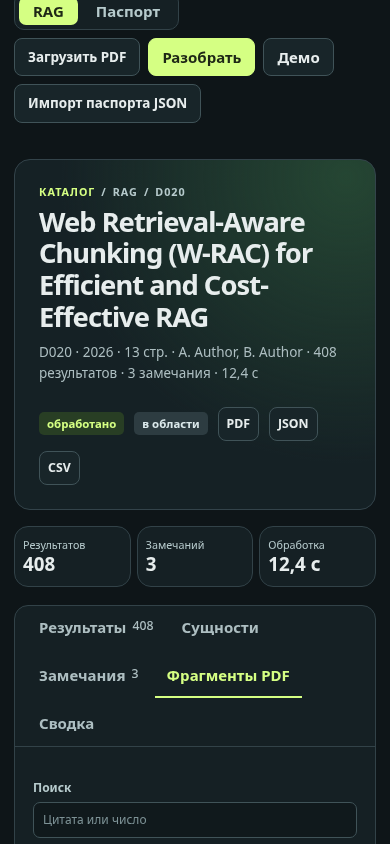 RAG Паспорт
Загрузить PDF Разобрать Демо
Импорт паспорта JSON
КАТАЛОГ / RAG / D020
Web Retrieval-Aware
Chunking (W-RAC) for
Efficient and Cost-
Effective RAG
D020 · 2026 · 13 стр. · A. Author, B. Author · 408
результатов · 3 замечания · 12,4 с
обработано в области PDF JSON
CSV
Результатов Замечаний Обработка
408 3 12,4 с
Результаты 408 Сущности
Замечания 3 Фрагменты PDF
Сводка
Поиск
Цитата или число